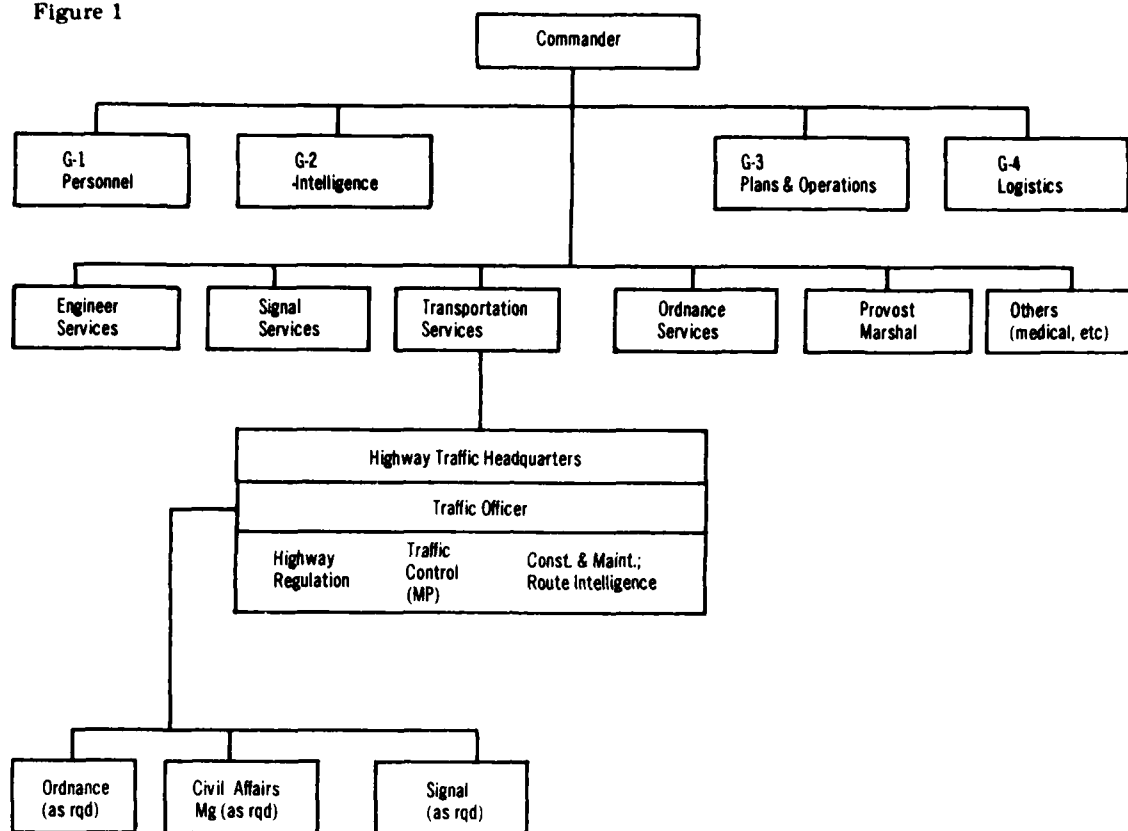 Figure 1
Commander
G-1
Personnel
G-2
-Intelligence
G-3
Plans & Operations
G-4
Logistics
Engineer
Services
Signal
Services
Transportation
Services
Ordnance
Services
Provost
Marshal
Others
(medical, etc)
Highway Traffic Headquarters
Traffic Officer
Highway
Regulation
Traffic
Control
(MP)
Const. & Maint.;
Route Intelligence
Ordnance
(as rqd)
Civil Affairs
Mg (as rqd)
Signal
(as rqd)